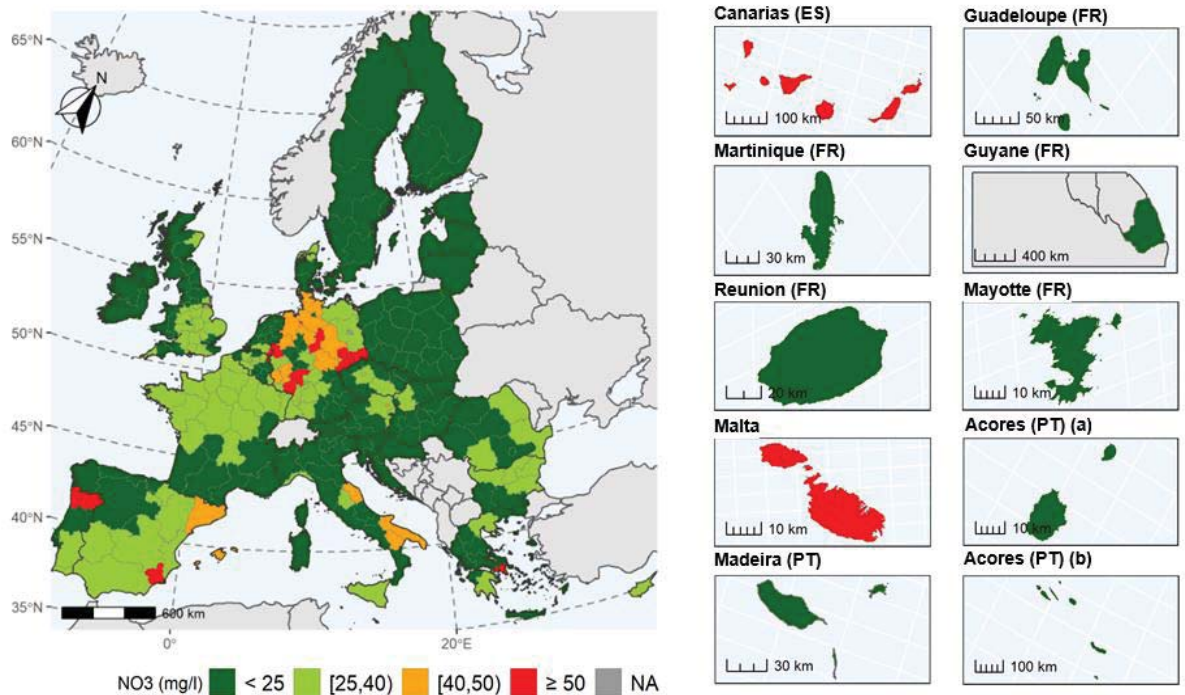 65°N
60°N
55°N
50°N
45°N
40°N
35°N
N
600 km
0°
20°E
NO3 (mg/l) < 25 [25,40) [40,50) ≥ 50 NA
Canarias (ES)
100 km
Guadeloupe (FR)
50 km
Martinique (FR)
30 km
Guyane (FR)
400 km
Reunion (FR)
20 km
Mayotte (FR)
10 km
Malta
10 km
Acores (PT) (a)
10 km
Madeira (PT)
30 km
Acores (PT) (b)
100 km